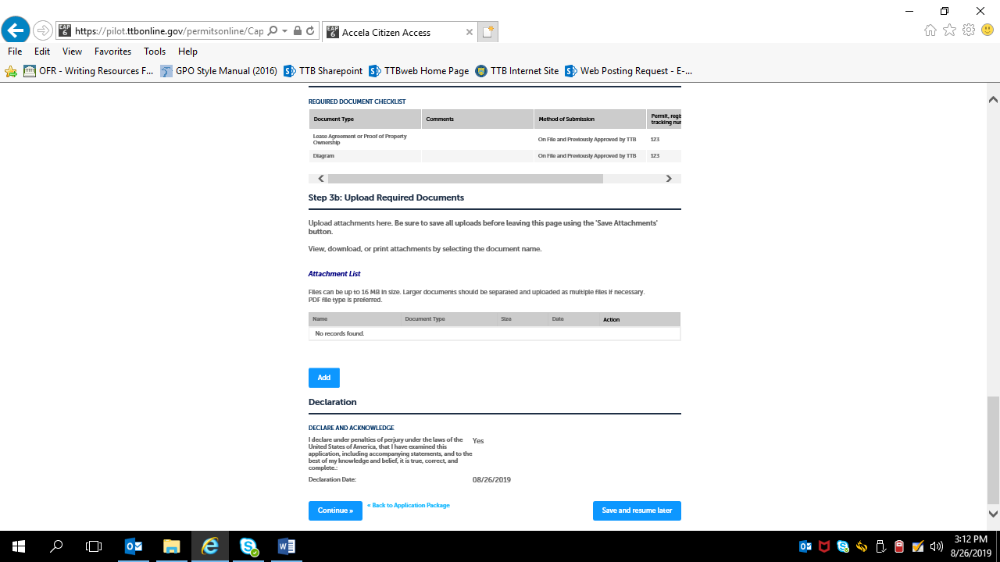 https://pilot.ttbonline.gov/permitsonline/Cap
Accela Citizen Access
File Edit View Favorites Tools Help
OFR - Writing Resources F... GPO Style Manual (2016) TTB Sharepoint TTBweb Home Page TTB Internet Site Web Posting Request - E-...
REQUIRED DOCUMENT CHECKLIST
Document Type Comments Method of Submission Permit, regis
tracking nur
Lease Agreement or Proof of Property
Ownership On File and Previously Approved by TTB 123
Diagram On File and Previously Approved by TTB 123
Step 3b: Upload Required Documents
Upload attachments here. Be sure to save all uploads before leaving this page using the 'Save Attachments'
button.
View, download, or print attachments by selecting the document name.
Attachment List
Files can be up to 16 MB in size. Larger documents should be separated and uploaded as multiple files if necessary.
PDF file type is preferred.
Name Document Type Size Date Action
No records found.
Add
Declaration
DECLARE AND ACKNOWLEDGE
I declare under penalties of perjury under the laws of the Yes
United States of America, that I have examined this
application, including accompanying statements, and to the
best of my knowledge and belief, it is true, correct, and
complete.:
Declaration Date: 08/26/2019
Continue » « Back to Application Package Save and resume later
3:12 PM
8/26/2019